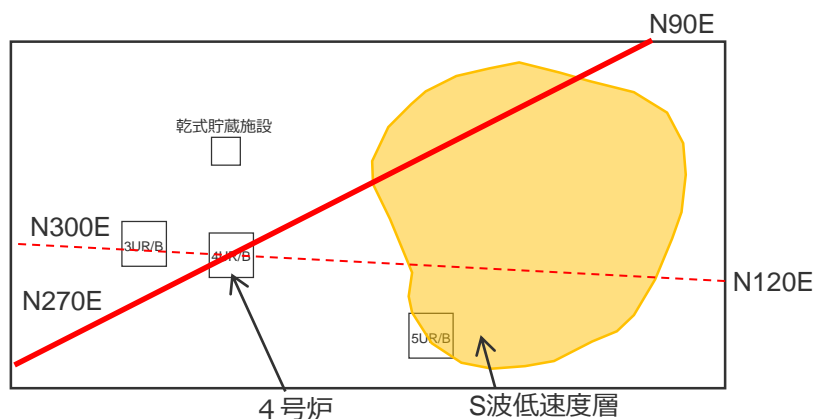 N90E
乾式貯蔵施設
N300E
3UR/B
4UR/B
N120E
N270E
5UR/B
４号炉
S波低速度層